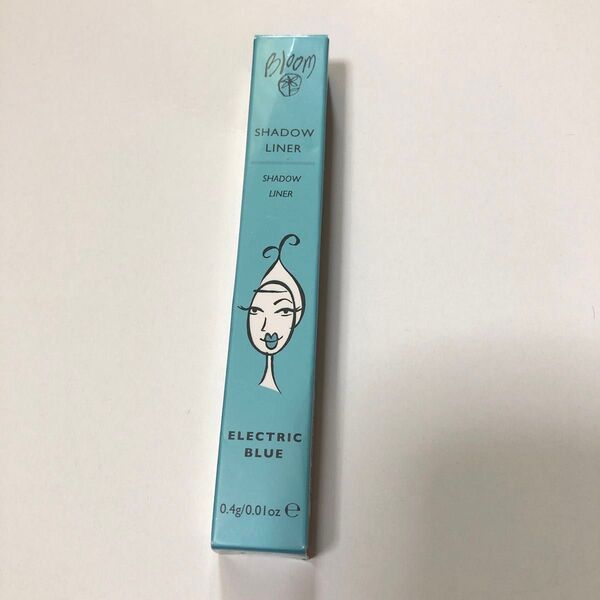 Bloom
SHADOW
LINER
SHADOW
LINER
ELECTRIC
BLUE
0.4g/0.01oz ℮